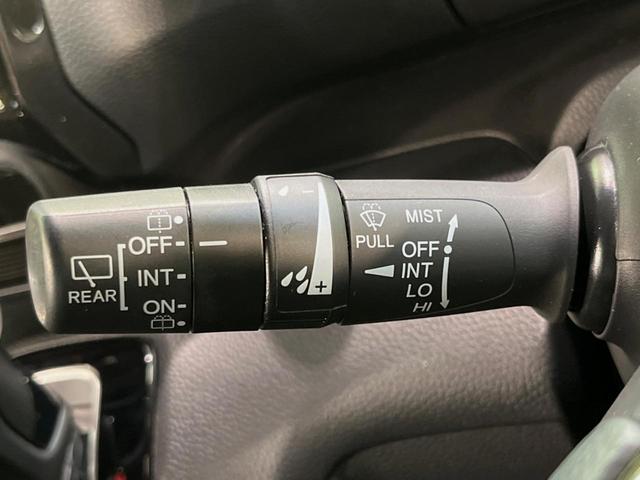 OFF
INT
ON
REAR
−
+
PULL
MIST
OFF
INT
LO
HI